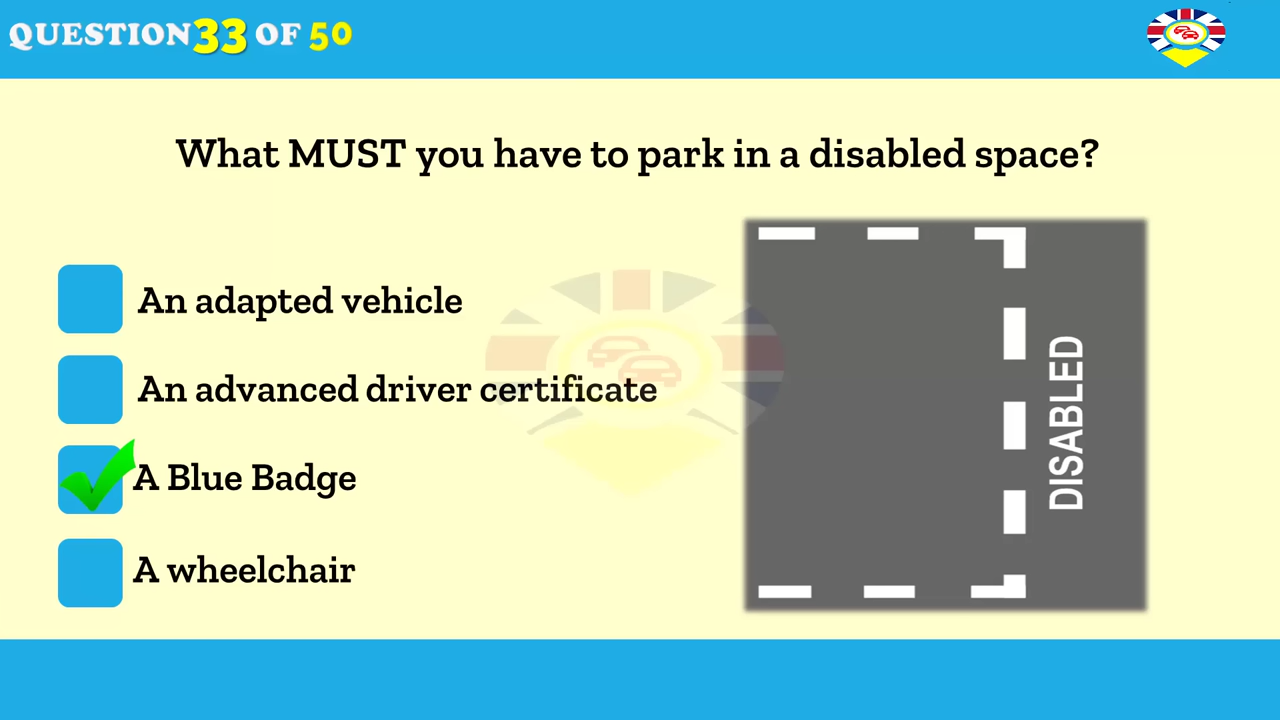 QUESTION 33 OF 50
What MUST you have to park in a disabled space?
An adapted vehicle
An advanced driver certificate
A Blue Badge
A wheelchair
DISABLED